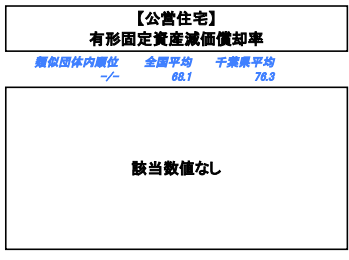 【公営住宅】
有形固定資産減価償却率
類似団体内順位 全国平均 千葉県平均
-/- 68.1 76.3
該当数値なし